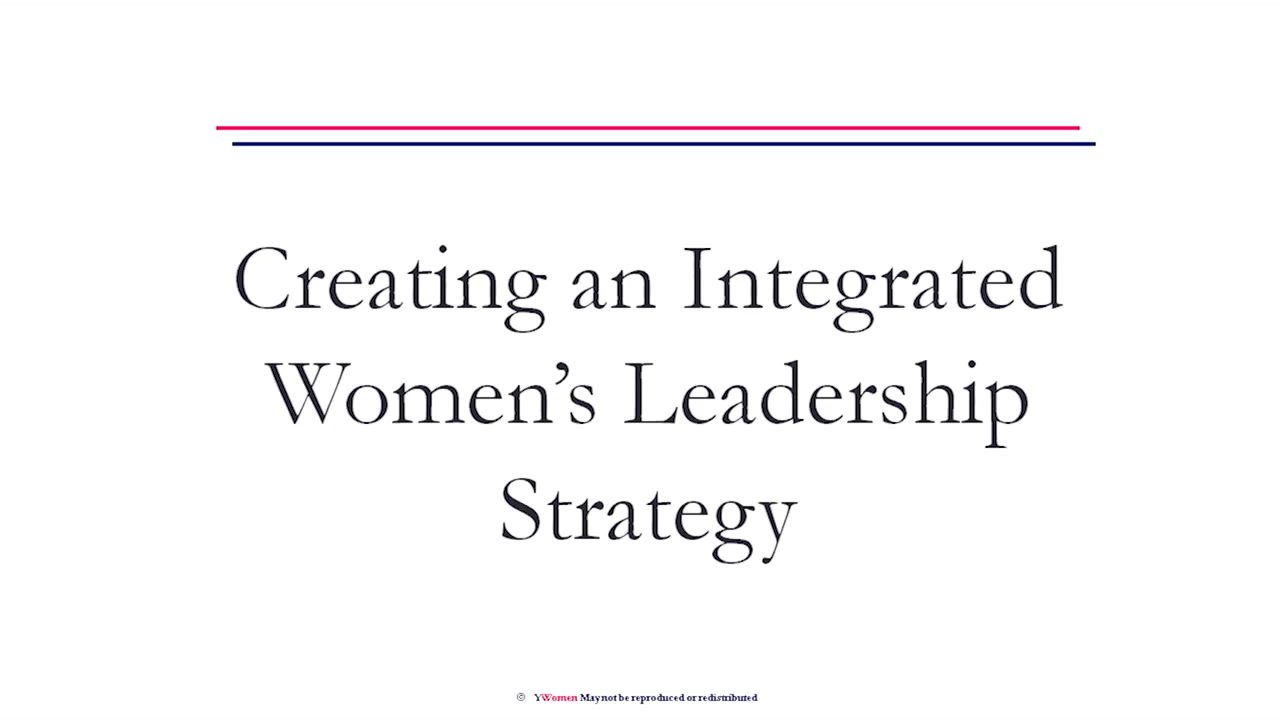 Creating an Integrated
Women’s Leadership
Strategy
© YWomen May not be reproduced or redistributed